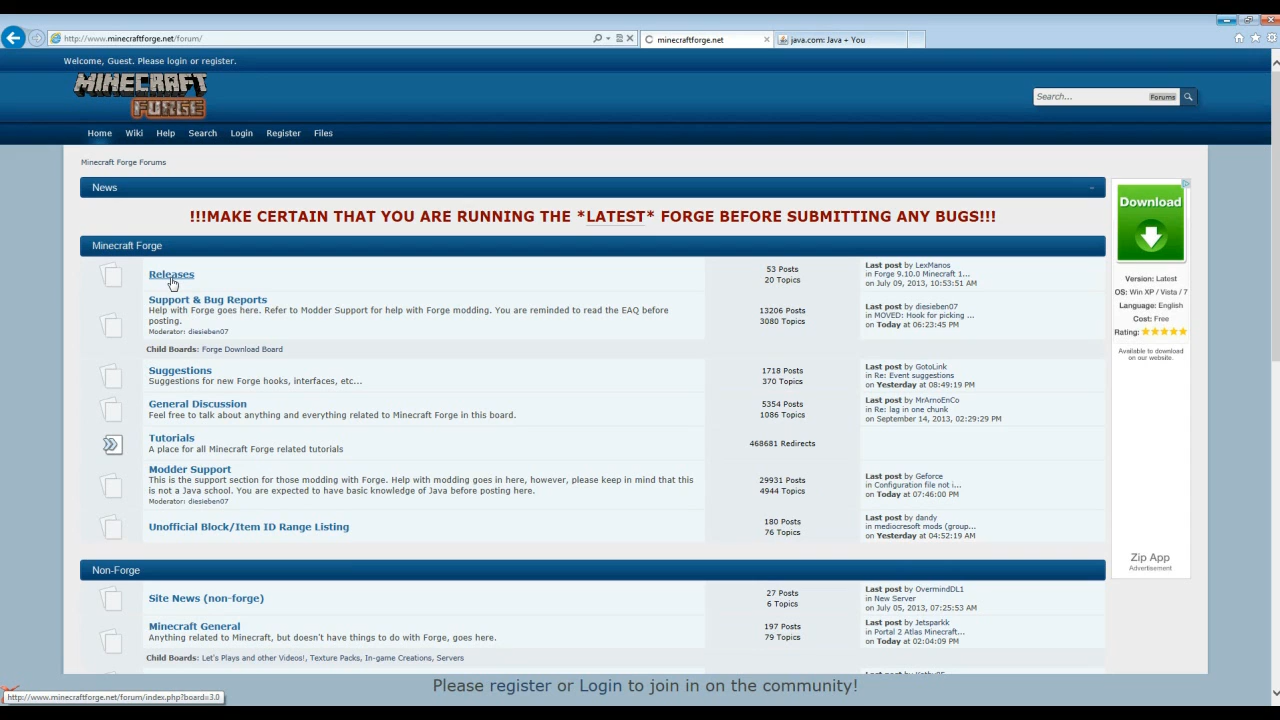 http://www.minecraftforge.net/forum/
minecraftforge.net
java.com: Java + You
Welcome, Guest. Please login or register.
MINECRAFT
FORGE
Search...
Forums
Home Wiki Help Search Login Register Files
Minecraft Forge Forums
News
!!!MAKE CERTAIN THAT YOU ARE RUNNING THE *LATEST* FORGE BEFORE SUBMITTING ANY BUGS!!!
Minecraft Forge
Releases
53 Posts
20 Topics
Last post by LexManos
in Forge 9.10.0 Minecraft 1...
on July 09, 2013, 10:53:51 AM
Support & Bug Reports
Help with Forge goes here. Refer to Modder Support for help with Forge modding. You are reminded to read the EAQ before
posting.
Moderator: diesieben07
13206 Posts
3080 Topics
Last post by diesieben07
in MOVED: Hook for picking ...
on Today at 06:23:45 PM
Child Boards: Forge Download Board
Suggestions
Suggestions for new Forge hooks, interfaces, etc...
1718 Posts
370 Topics
Last post by GotoLink
in Re: Event suggestions
on Yesterday at 08:49:19 PM
General Discussion
Feel free to talk about anything and everything related to Minecraft Forge in this board.
5354 Posts
1086 Topics
Last post by MrArnoEnCo
in Re: lag in one chunk
on September 14, 2013, 02:29:29 PM
Tutorials
A place for all Minecraft Forge related tutorials
468681 Redirects
Modder Support
This is the support section for those modding with Forge. Help with modding goes in here, however, please keep in mind that this
is not a Java school. You are expected to have basic knowledge of Java before posting here.
Moderator: diesieben07
29931 Posts
4944 Topics
Last post by Geforce
in Configuration file not i...
on Today at 07:46:00 PM
Unofficial Block/Item ID Range Listing
180 Posts
76 Topics
Last post by dandy
in mediocresoft mods (group...
on Yesterday at 04:52:19 AM
Download
Version: Latest
OS: Win XP / Vista / 7
Language: English
Cost: Free
Rating:
Available to download
on our website.
Zip App
Advertisement
Non-Forge
Site News (non-forge)
27 Posts
6 Topics
Last post by OvermindDL1
in New Server
on July 05, 2013, 07:25:53 AM
Minecraft General
Anything related to Minecraft, but doesn't have things to do with Forge, goes here.
197 Posts
79 Topics
Last post by Jetsparkk
in Portal 2 Atlas Minecraft...
on Today at 02:04:09 PM
Child Boards: Let's Plays and other Videos!, Texture Packs, In-game Creations, Servers
Please register or Login to join in on the community!
http://www.minecraftforge.net/forum/index.php?board=3.0